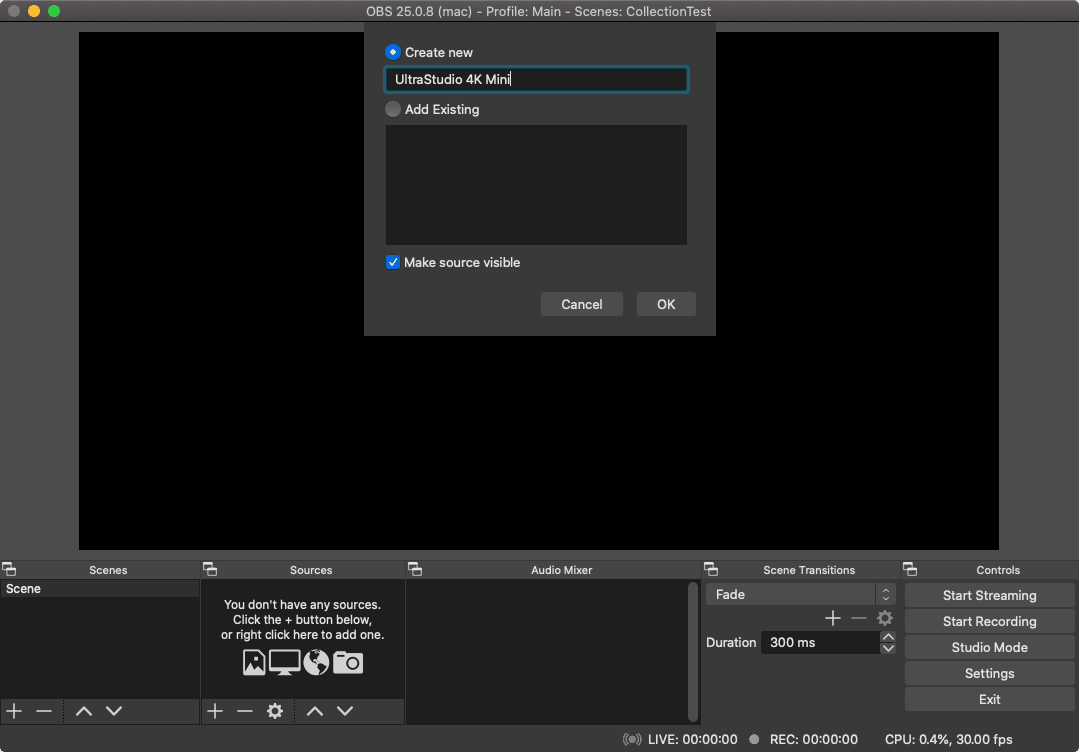 OBS 25.0.8 (mac) - Profile: Main - Scenes: CollectionTest
Create new
UltraStudio 4K Mini
Add Existing
Make source visible
Cancel
OK
Scenes
Scene
Sources
You don't have any sources.
Click the + button below,
or right click here to add one.
Audio Mixer
Scene Transitions
Fade
Duration
300 ms
Controls
Start Streaming
Start Recording
Studio Mode
Settings
Exit
LIVE: 00:00:00
REC: 00:00:00
CPU: 0.4%, 30.00 fps